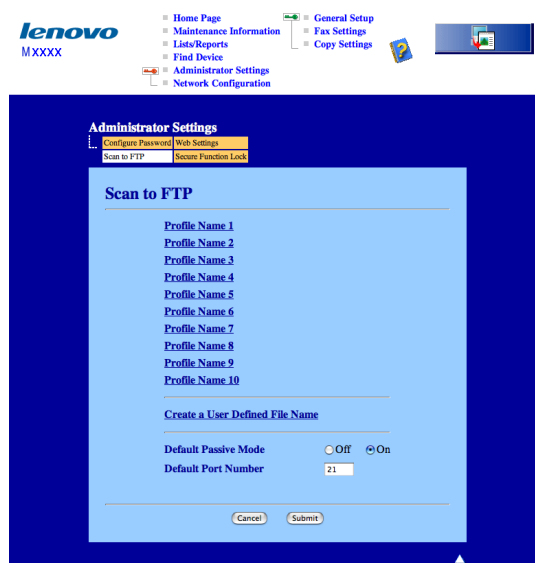 lenovo
Mxxxx
Home Page
Maintenance Information
Lists/Reports
Find Device
Administrator Settings
Network Configuration
General Setup
Fax Settings
Copy Settings
Administrator Settings
Configure Password Web Settings
Scan to FTP Secure Function Lock
Scan to FTP
Profile Name 1
Profile Name 2
Profile Name 3
Profile Name 4
Profile Name 5
Profile Name 6
Profile Name 7
Profile Name 8
Profile Name 9
Profile Name 10
Create a User Defined File Name
Default Passive Mode Off On
Default Port Number 21
Cancel Submit